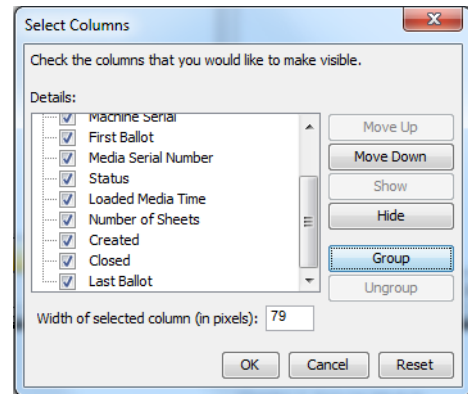 Select Columns
Check the columns that you would like to make visible.
Details:
Machine Serial
First Ballot
Media Serial Number
Status
Loaded Media Time
Number of Sheets
Created
Closed
Last Ballot
Move Up
Move Down
Show
Hide
Group
Ungroup
Width of selected column (in pixels): 79
OK Cancel Reset